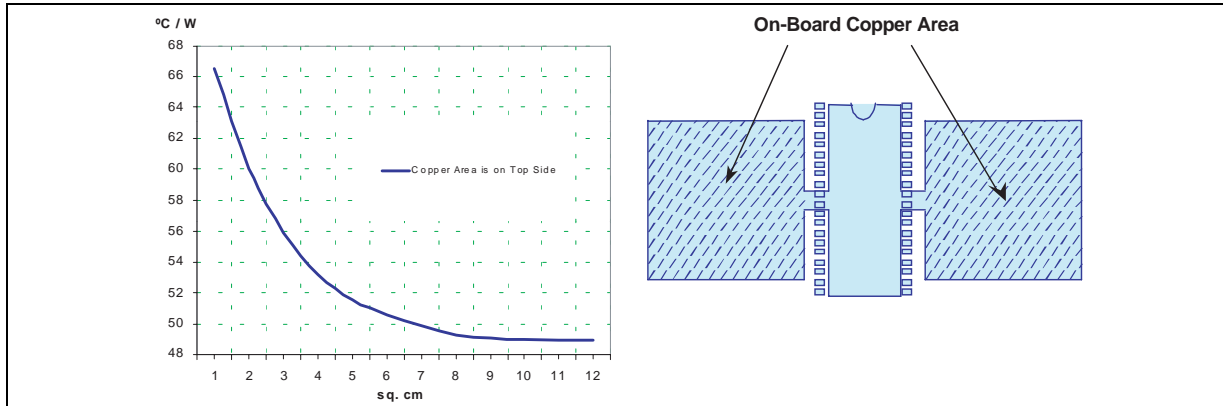 ºC / W
On-Board Copper Area
68
66
64
62
60
58
56
54
52
50
48
Copper Area is on Top Side
1 2 3 4 5 6 7 8 9 10 11 12
sq. cm